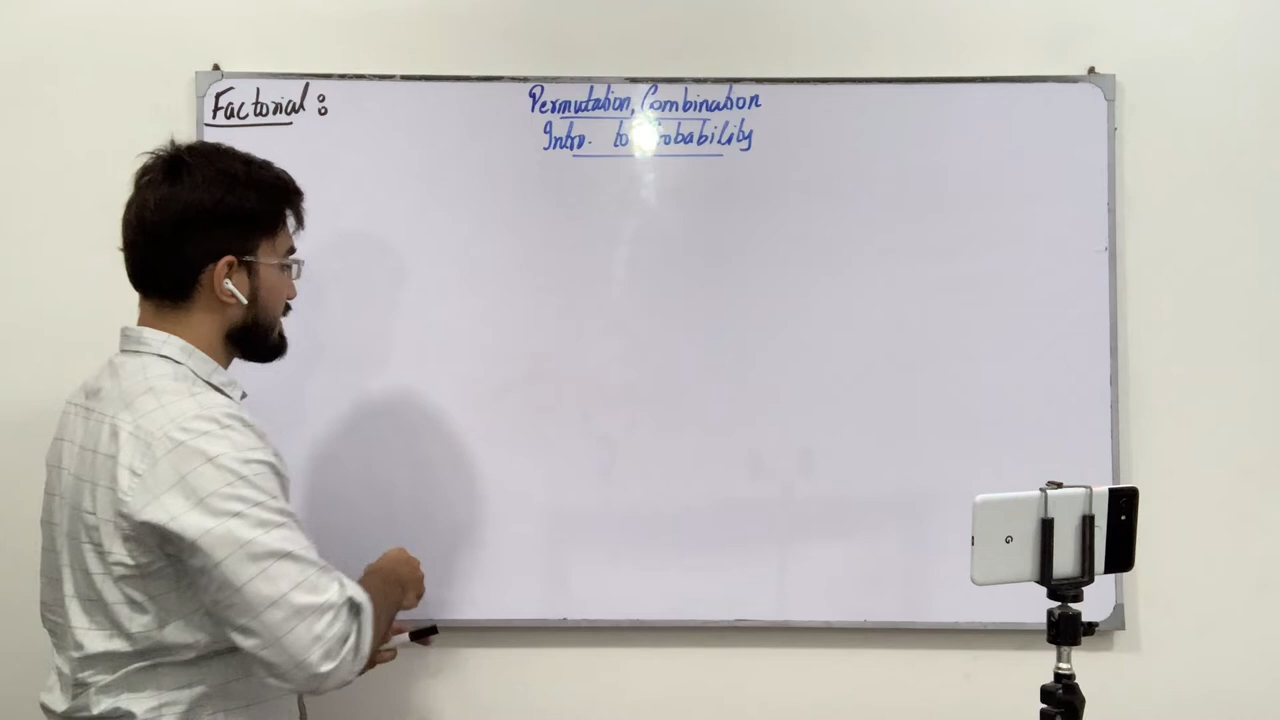 Factorial :
Permutation, Combination
Intro. to Probability
G